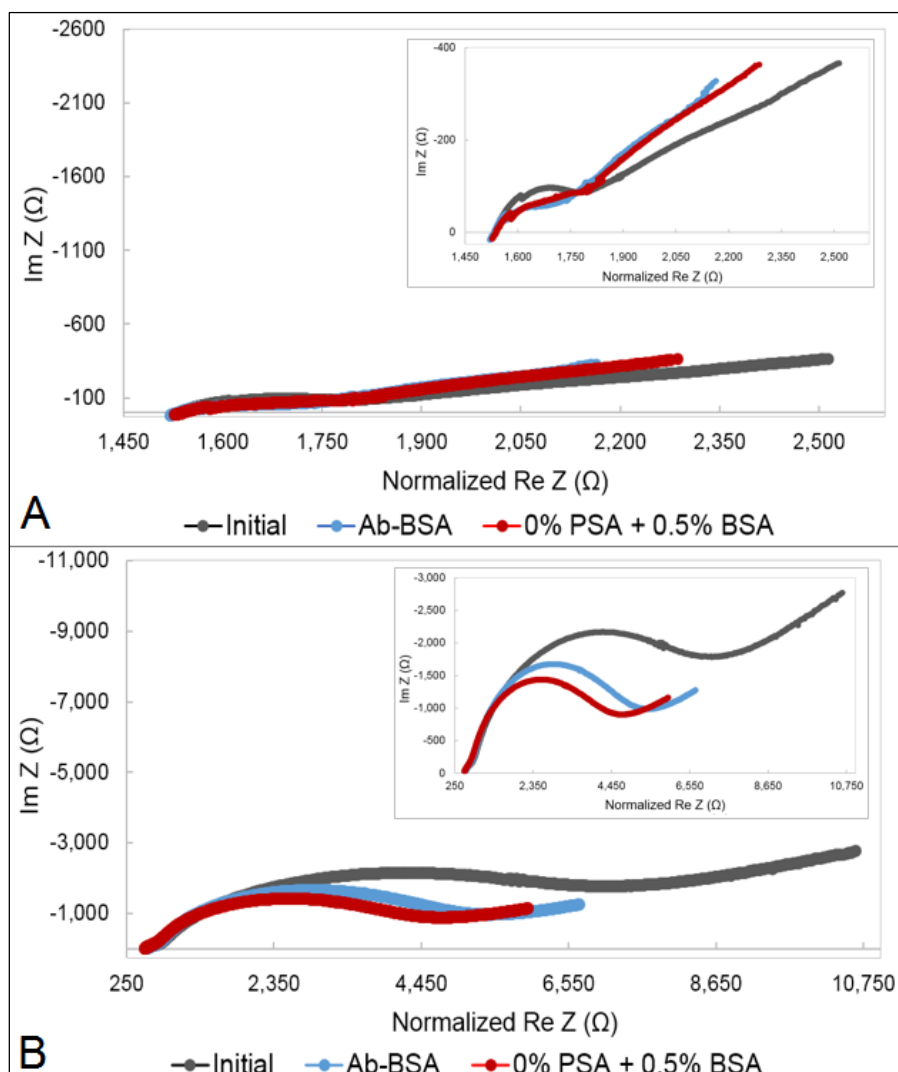 -2600
-2100
-1600
-1100
-600
-100
Im Z (Ω)
-400
-200
0
Im Z (Ω)
1,450 1,600 1,750 1,900 2,050 2,200 2,350 2,500
Normalized Re Z (Ω)
1,450 1,600 1,750 1,900 2,050 2,200 2,350 2,500
Normalized Re Z (Ω)
A
Initial Ab-BSA 0% PSA + 0.5% BSA
-11,000
-9,000
-7,000
-5,000
-3,000
-1,000
Im Z (Ω)
-3,000
-2,500
-2,000
-1,500
-1,000
-500
0
Im Z (Ω)
250 2,350 4,450 6,550 8,650 10,750
Normalized Re Z (Ω)
250 2,350 4,450 6,550 8,650 10,750
Normalized Re Z (Ω)
B
Initial Ab-BSA 0% PSA + 0.5% BSA